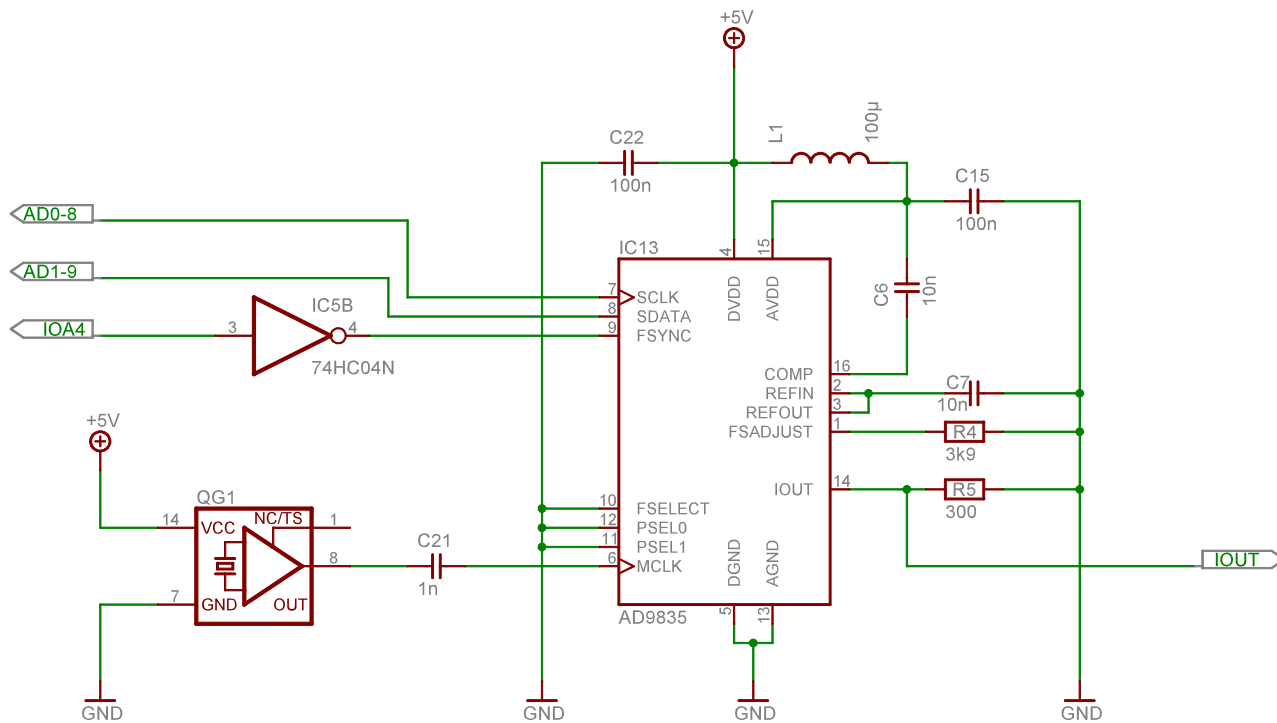 +5V
C22
100n
L1
100µ
C15
100n
AD0-8
AD1-9
IOA4
3
IC5B
4
74HC04N
IC13
4
DVDD
15
AVDD
C6
10n
7
SCLK
8
SDATA
9
FSYNC
COMP
16
REFIN
2
REFOUT
3
FSADJUST
1
C7
10n
R4
3k9
IOUT
14
R5
300
+5V
QG1
14
VCC
NC/TS
1
8
7
GND
OUT
C21
1n
10
FSELECT
12
PSEL0
11
PSEL1
6
MCLK
DGND
AGND
5
13
AD9835
IOUT
GND
GND
GND
GND